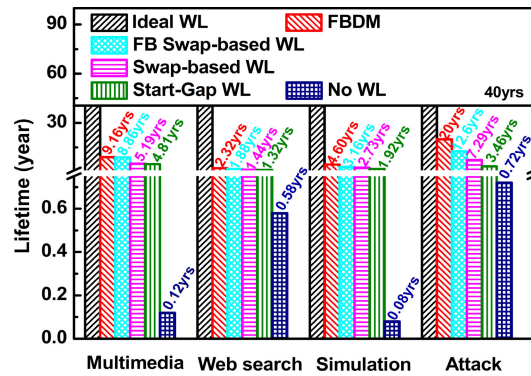 Ideal WL
FBDM
FB Swap-based WL
Swap-based WL
Start-Gap WL
No WL
40yrs
Lifetime (year)
90
60
30
0.6
0.4
0.2
0.0
9.16yrs
8.86yrs
5.19yrs
4.81yrs
0.12yrs
2.32yrs
1.89yrs
1.44yrs
1.32yrs
0.58yrs
4.60yrs
3.16yrs
2.73yrs
1.92yrs
0.08yrs
20yrs
12.6yrs
7.29yrs
3.46yrs
0.72yrs
Multimedia
Web search
Simulation
Attack